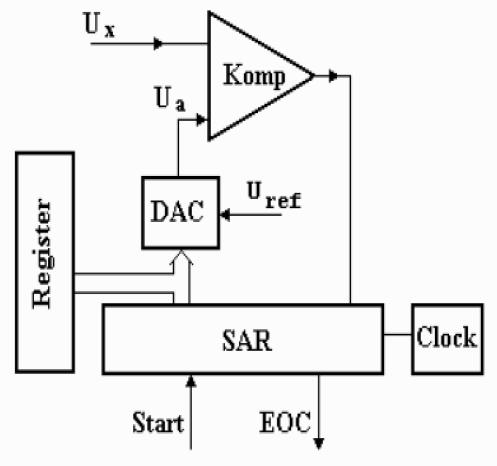 Ux
Komp
Ua
DAC
Uref
Register
SAR
Clock
Start
EOC